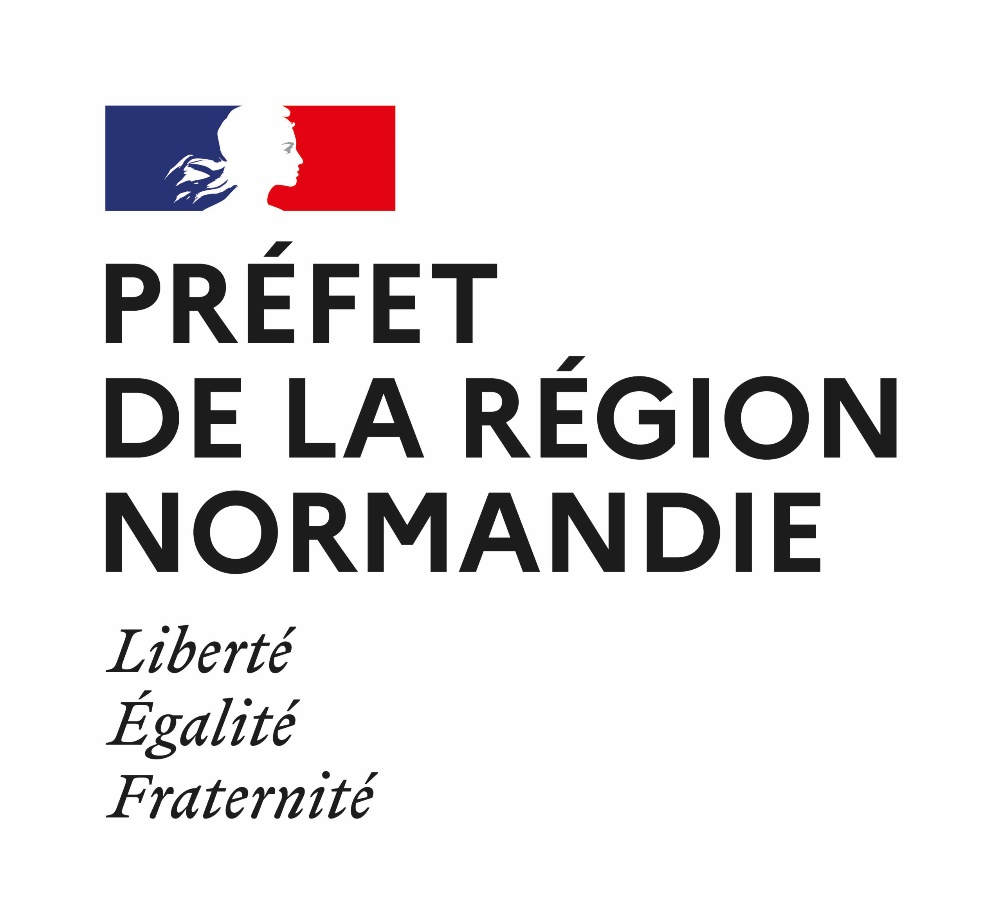 PRÉFET
DE LA RÉGION
NORMANDIE
Liberté
Égalité
Fraternité